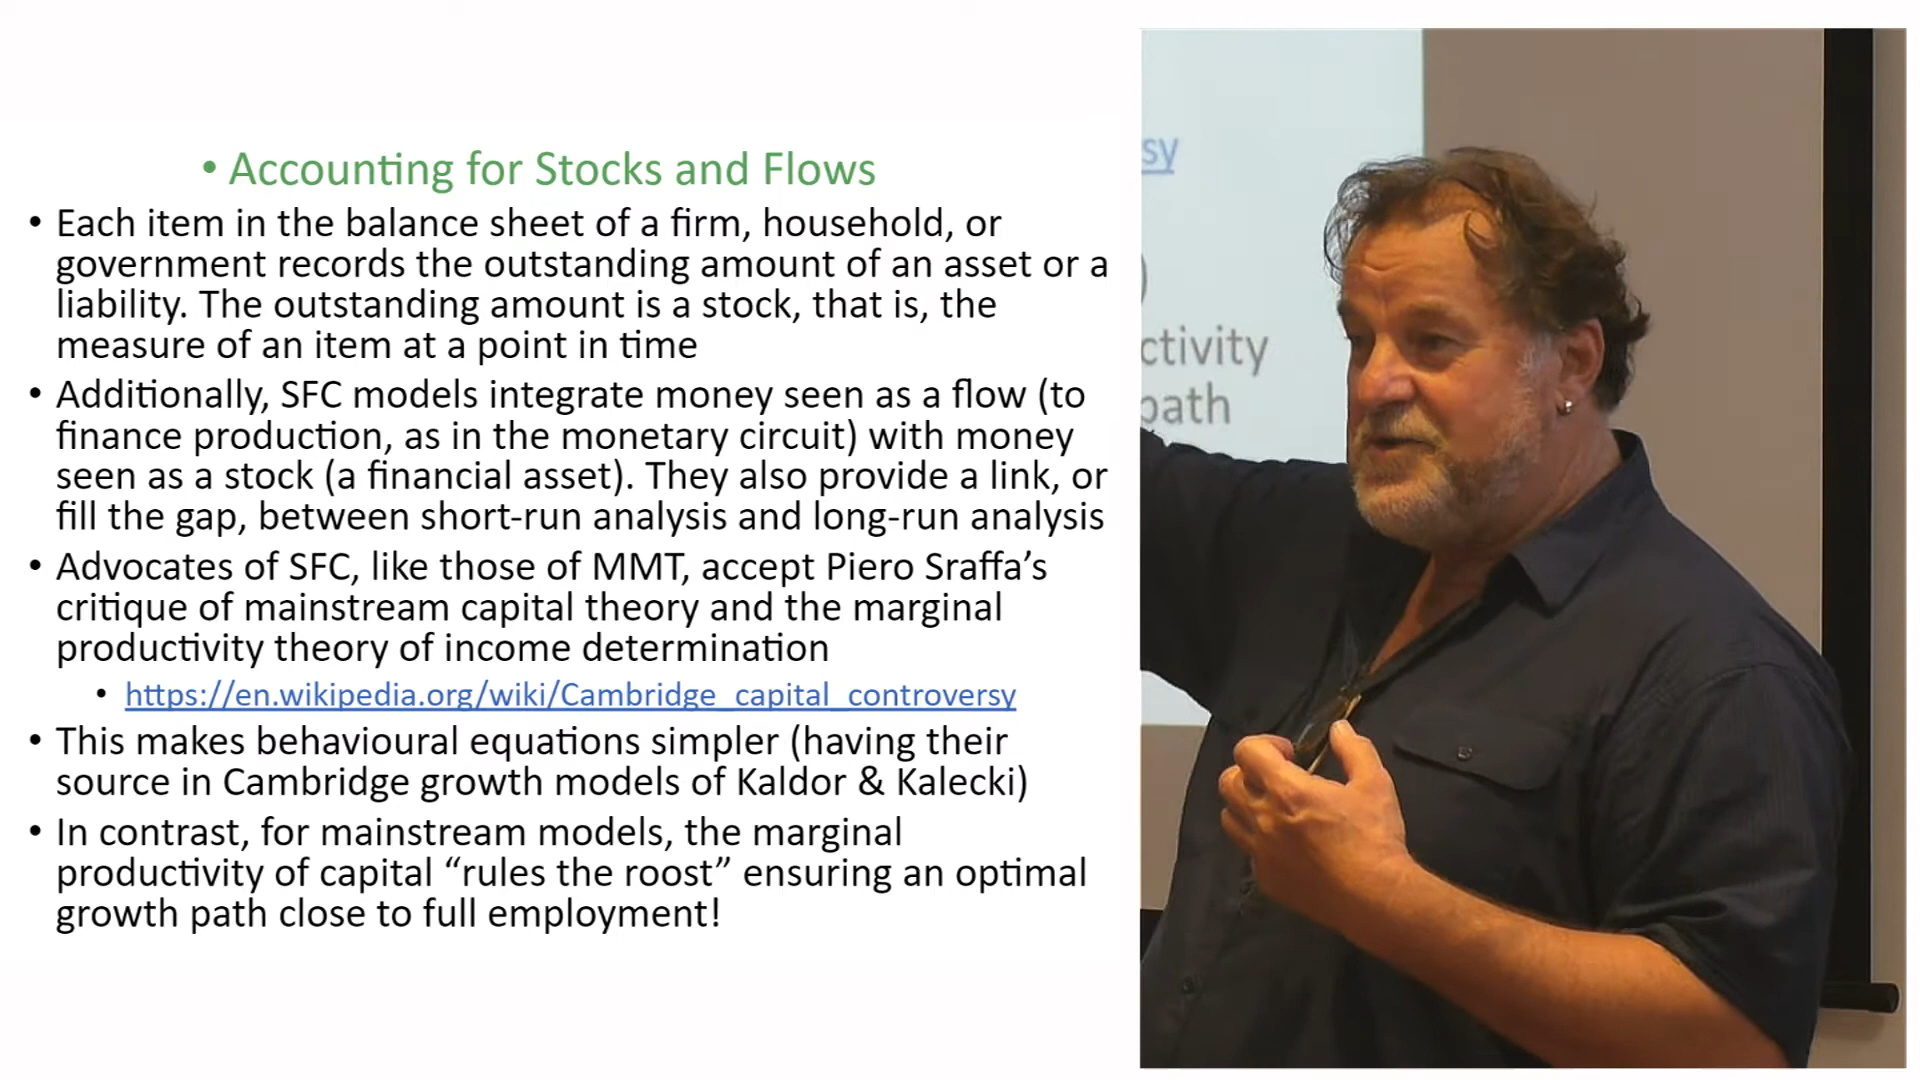 • Accounting for Stocks and Flows
• Each item in the balance sheet of a firm, household, or
government records the outstanding amount of an asset or a
liability. The outstanding amount is a stock, that is, the
measure of an item at a point in time
• Additionally, SFC models integrate money seen as a flow (to
finance production, as in the monetary circuit) with money
seen as a stock (a financial asset). They also provide a link, or
fill the gap, between short-run analysis and long-run analysis
• Advocates of SFC, like those of MMT, accept Piero Sraffa’s
critique of mainstream capital theory and the marginal
productivity theory of income determination
• https://en.wikipedia.org/wiki/Cambridge_capital_controversy
• This makes behavioural equations simpler (having their
source in Cambridge growth models of Kaldor & Kalecki)
• In contrast, for mainstream models, the marginal
productivity of capital “rules the roost” ensuring an optimal
growth path close to full employment!
sy
)
ctivity
path